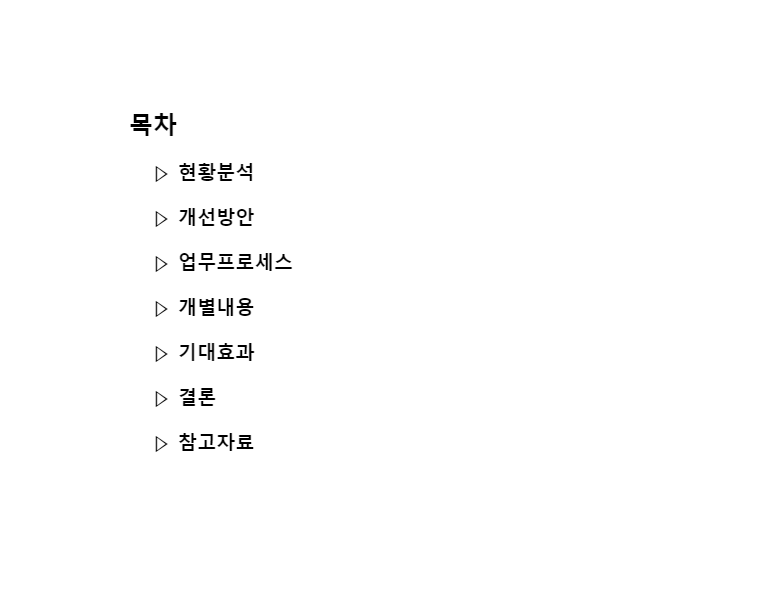 목차
▷ 현황분석
▷ 개선방안
▷ 업무프로세스
▷ 개별내용
▷ 기대효과
▷ 결론
▷ 참고자료